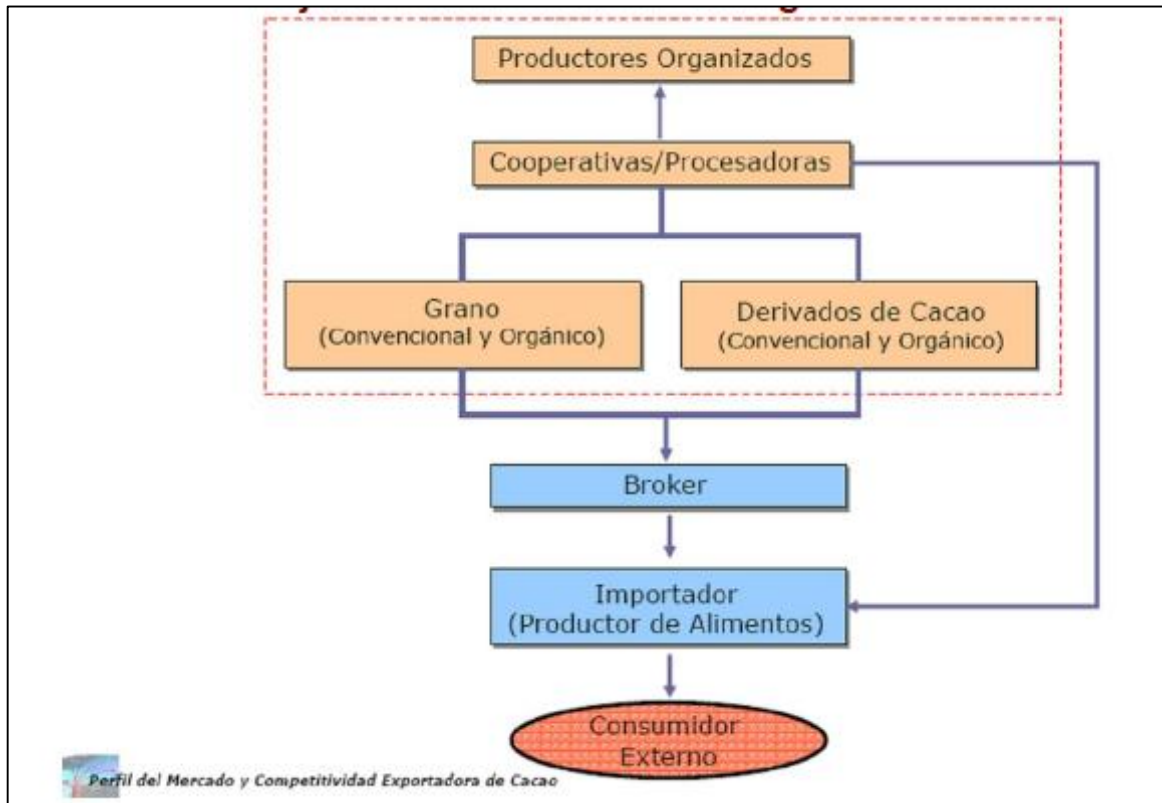 Productores Organizados
Cooperativas/Procesadoras
Grano
(Convencional y Orgánico)
Derivados de Cacao
(Convencional y Orgánico)
Broker
Importador
(Productor de Alimentos)
Consumidor
Externo
Perfil del Mercado y Competitividad Exportadora de Cacao